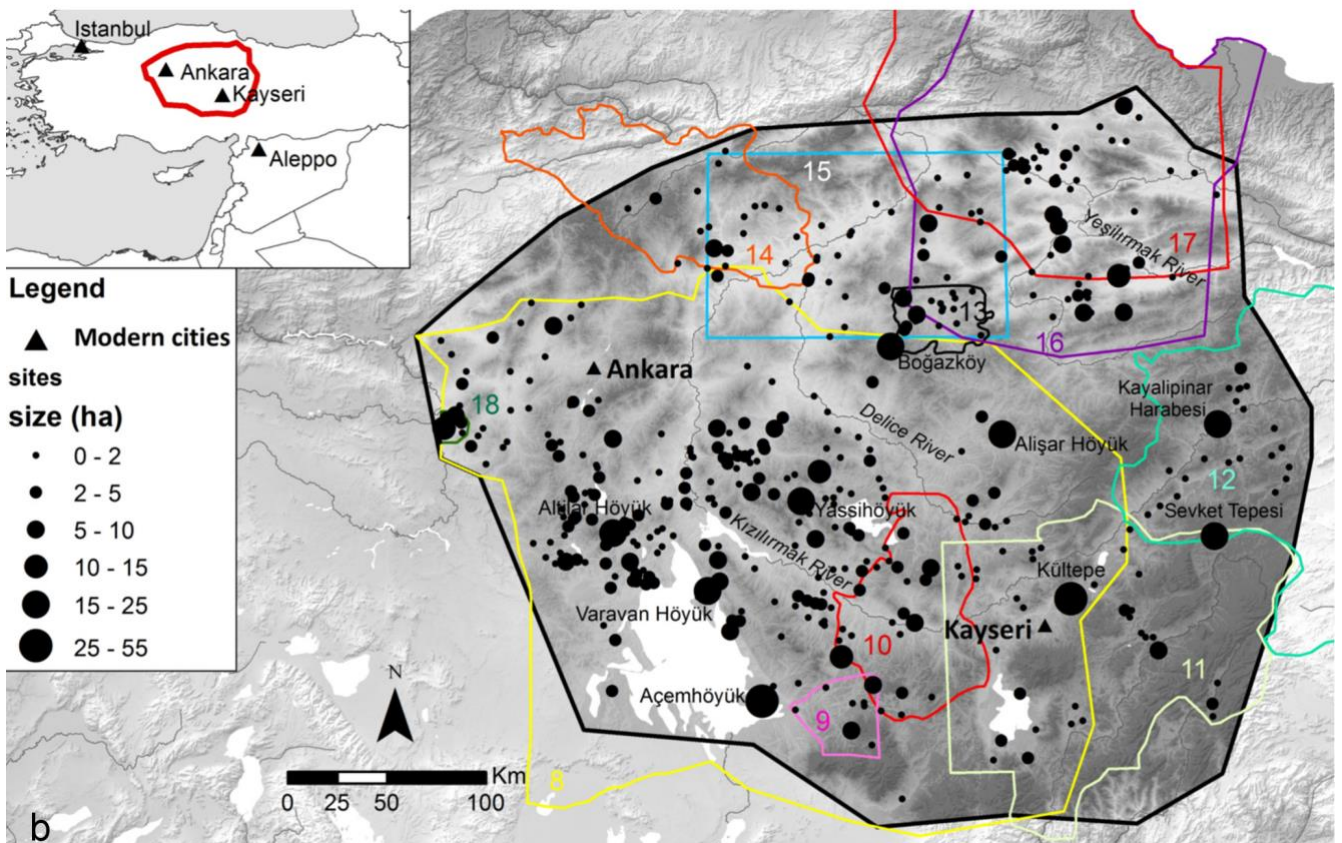 Istanbul
Ankara
Kayseri
Aleppo
Legend
Modern cities
sites
size (ha)
0 - 2
2 - 5
5 - 10
10 - 15
15 - 25
25 - 55
15
14
17
Yeşilırmak River
13
16
Boğazköy
Ankara
18
Kayalipinar
Harabesi
Delice River
Alişar Höyük
12
Altılar Höyük
Yassihöyük
Sevket Tepesi
Kızılırmak River
Kültepe
Varavan Höyük
Kayseri
10
11
Açemhöyük
9
N
8
Km
0 25 50 100
b